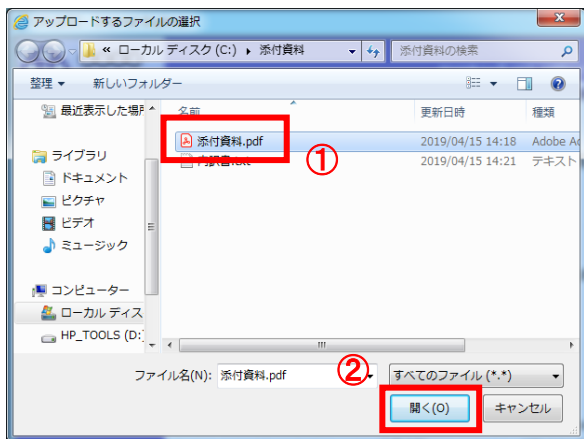 アップロードするファイルの選択
« ローカル ディスク (C:) 添付資料 添付資料の検索
整理 新しいフォルダー
最近表示した場所 名前 更新日時 種類
添付資料.pdf 2019/04/15 14:18 Adobe Ac
①
内訳書.txt 2019/04/15 14:21 テキスト
ライブラリ
ドキュメント
ピクチャ
ビデオ
ミュージック
コンピューター
ローカル ディス
HP_TOOLS (D:)
②
ファイル名(N): 添付資料.pdf すべてのファイル (*.*)
開く(O) キャンセル